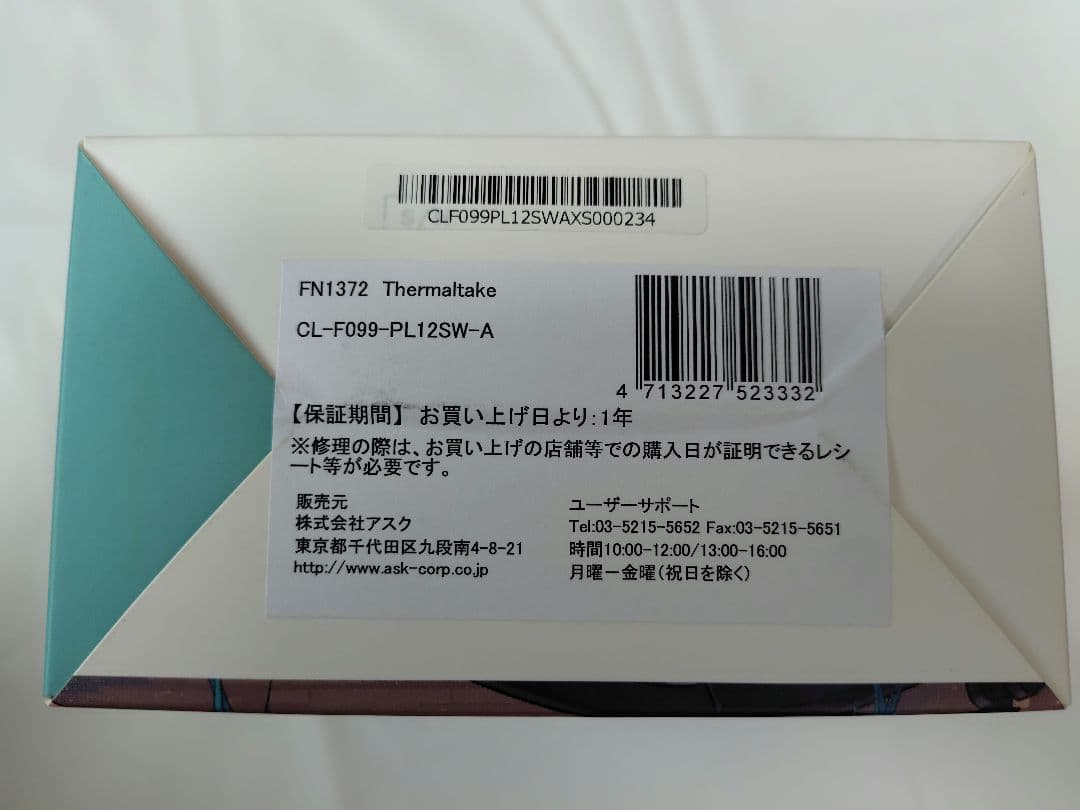 CLF099PL12SWAXS000234
FN1372 Thermaltake
CL-F099-PL12SW-A
4 713227 523332
【保証期間】 お買い上げ日より:1年
※修理の際は、お買い上げの店舗等での購入日が証明できるレシ
ート等が必要です。
販売元
株式会社アスク
東京都千代田区九段南4-8-21
http://www.ask-corp.co.jp
ユーザーサポート
Tel:03-5215-5652 Fax:03-5215-5651
時間10:00-12:00/13:00-16:00
月曜－金曜(祝日を除く)